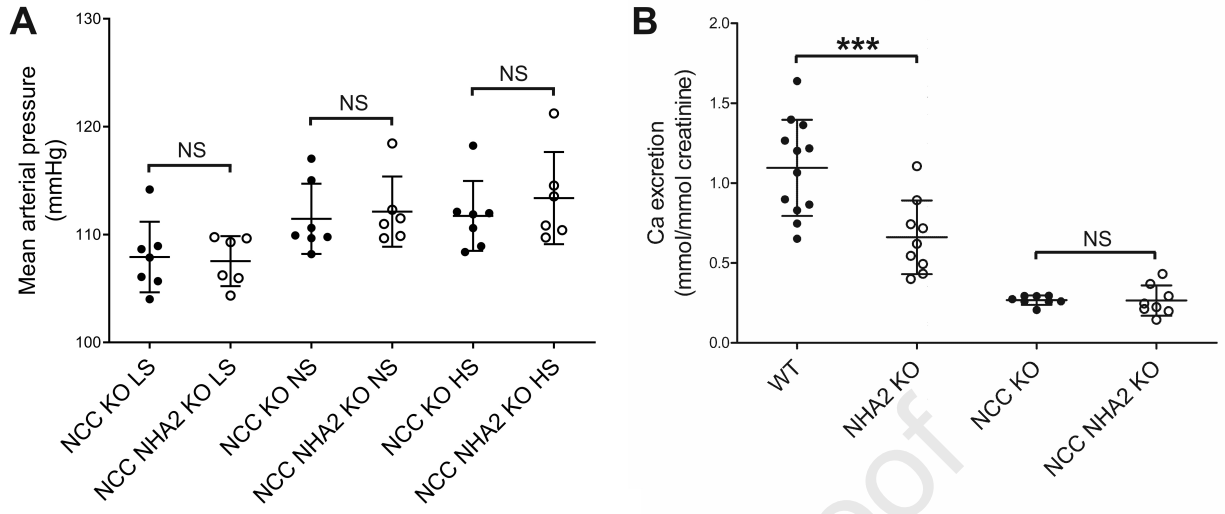 A
Mean arterial pressure
(mmHg)
130
120
110
100
NS
NS
NS
NCC KO LS
NCC NHA2 KO LS
NCC KO NS
NCC NHA2 KO NS
NCC KO HS
NCC NHA2 KO HS
B
Ca excretion
(mmol/mmol creatinine)
2.0
1.5
1.0
0.5
0.0
***
NS
WT
NHA2 KO
NCC KO
NCC NHA2 KO
oof